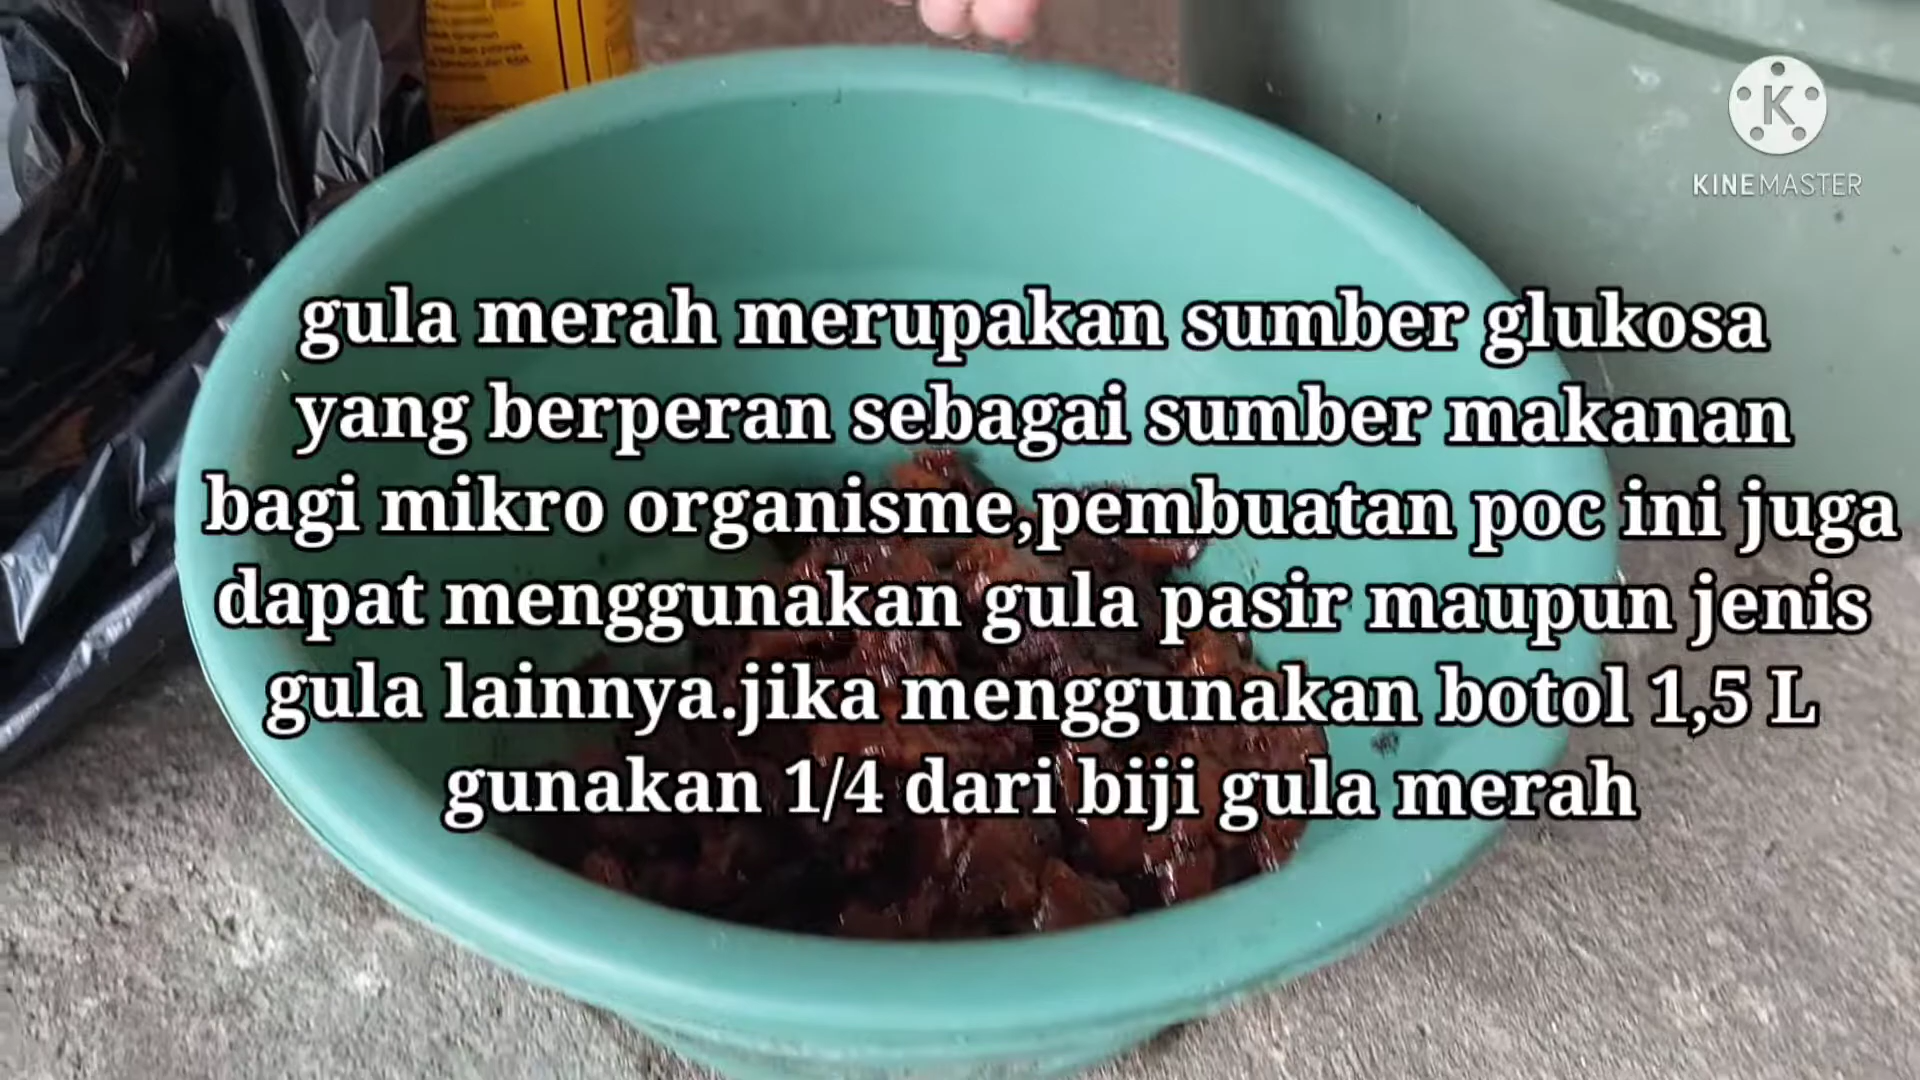 K
KINEMASTER
gula merah merupakan sumber glukosa
yang berperan sebagai sumber makanan
bagi mikro organisme,pembuatan poc ini juga
dapat menggunakan gula pasir maupun jenis
gula lainnya.jika menggunakan botol 1,5 L
gunakan 1/4 dari biji gula merah